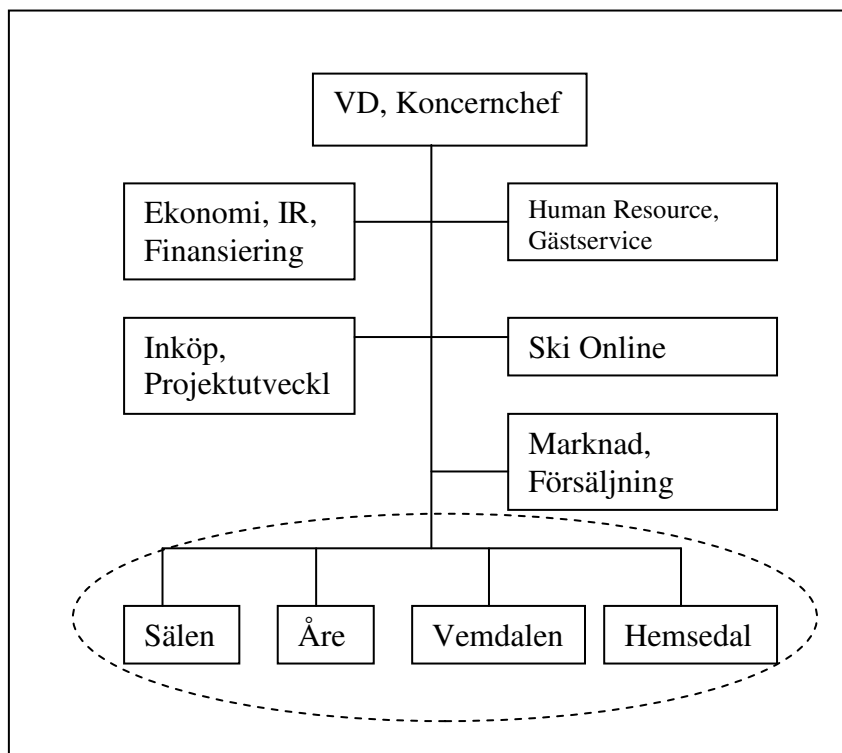 VD, Koncernchef
Ekonomi, IR,
Finansiering
Human Resource,
Gästservice
Inköp,
Projektutveckl
Ski Online
Marknad,
Försäljning
Sälen
Åre
Vemdalen
Hemsedal